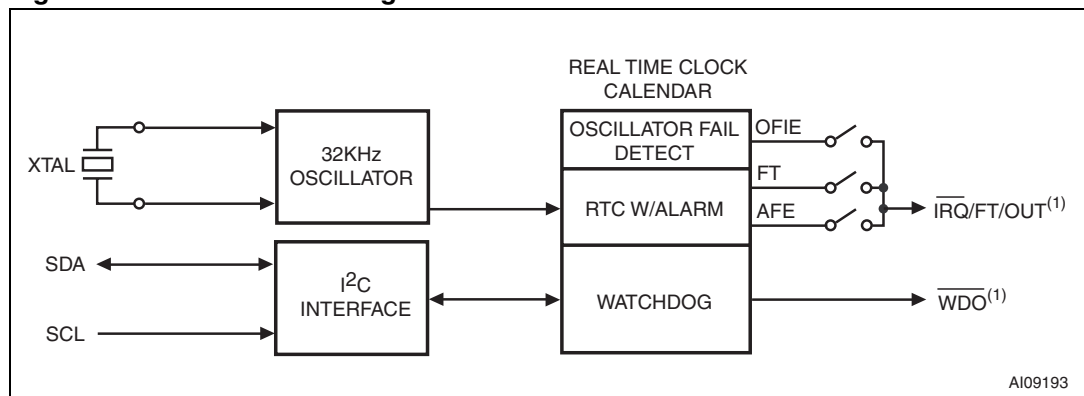 REAL TIME CLOCK
CALENDAR
OSCILLATOR FAIL
DETECT
OFIE
XTAL
32KHz
OSCILLATOR
FT
RTC W/ALARM
AFE
IRQ/FT/OUT(1)
SDA
I2C
INTERFACE
WATCHDOG
WDO(1)
SCL
AI09193